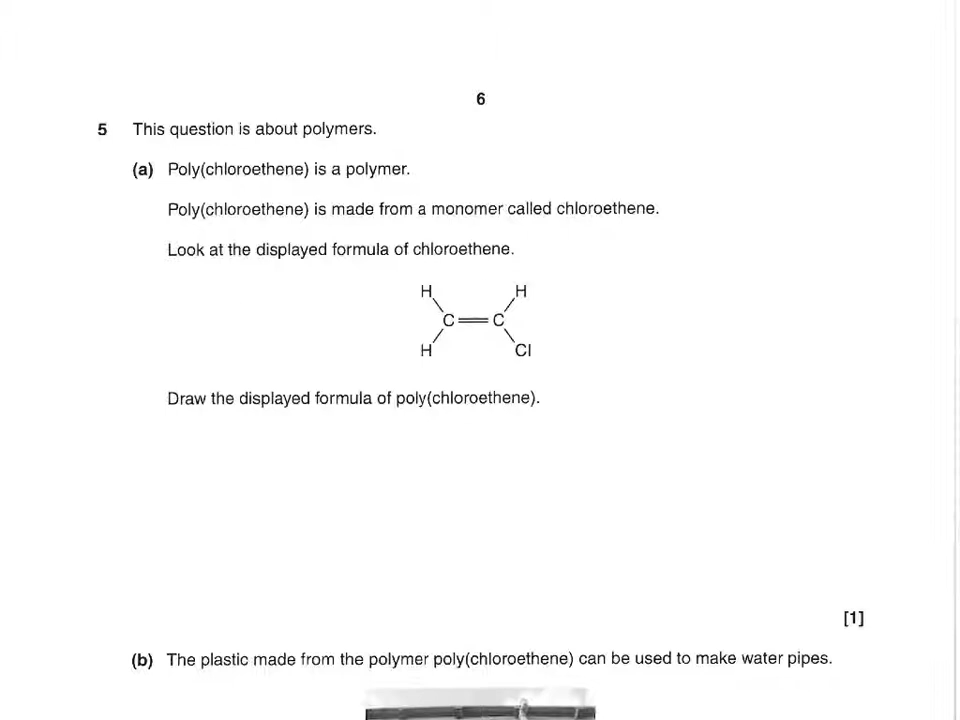 6
5 This question is about polymers.
(a) Poly(chloroethene) is a polymer.
Poly(chloroethene) is made from a monomer called chloroethene.
Look at the displayed formula of chloroethene.
H H
C C
H Cl
Draw the displayed formula of poly(chloroethene).
[1]
(b) The plastic made from the polymer poly(chloroethene) can be used to make water pipes.